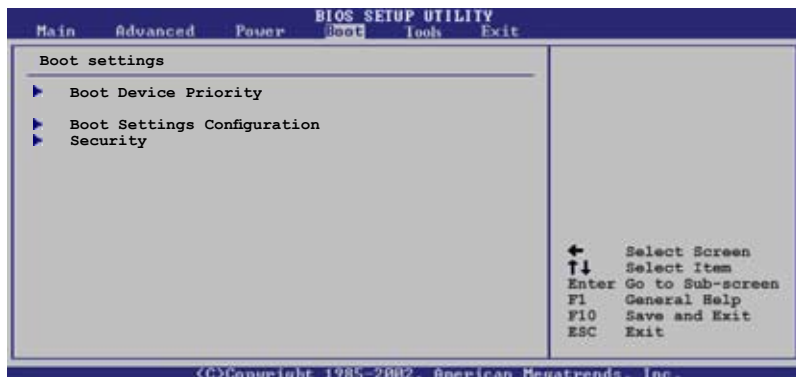 BIOS SETUP UTILITY
Main Advanced Power Boot Tools Exit
Boot settings
Boot Device Priority
Boot Settings Configuration
Security
← Select Screen
↑↓ Select Item
Enter Go to Sub-screen
F1 General Help
F10 Save and Exit
ESC Exit
(C)Copyright 1985-2002, American Megatrends, Inc.